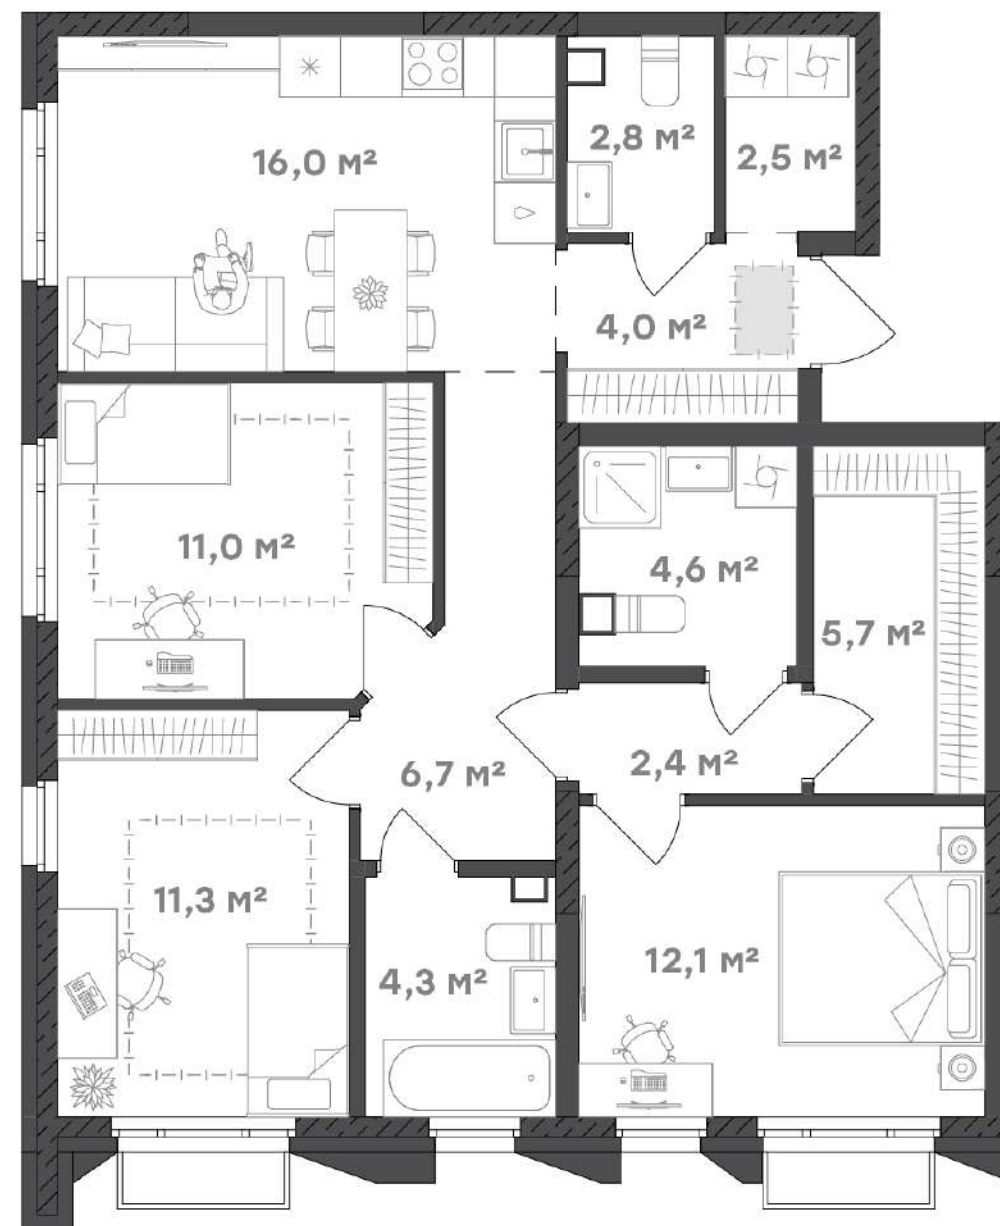 16,0 м²
2,8 м²
2,5 м²
4,0 м²
11,0 м²
4,6 м²
5,7 м²
6,7 м²
2,4 м²
11,3 м²
4,3 м²
12,1 м²